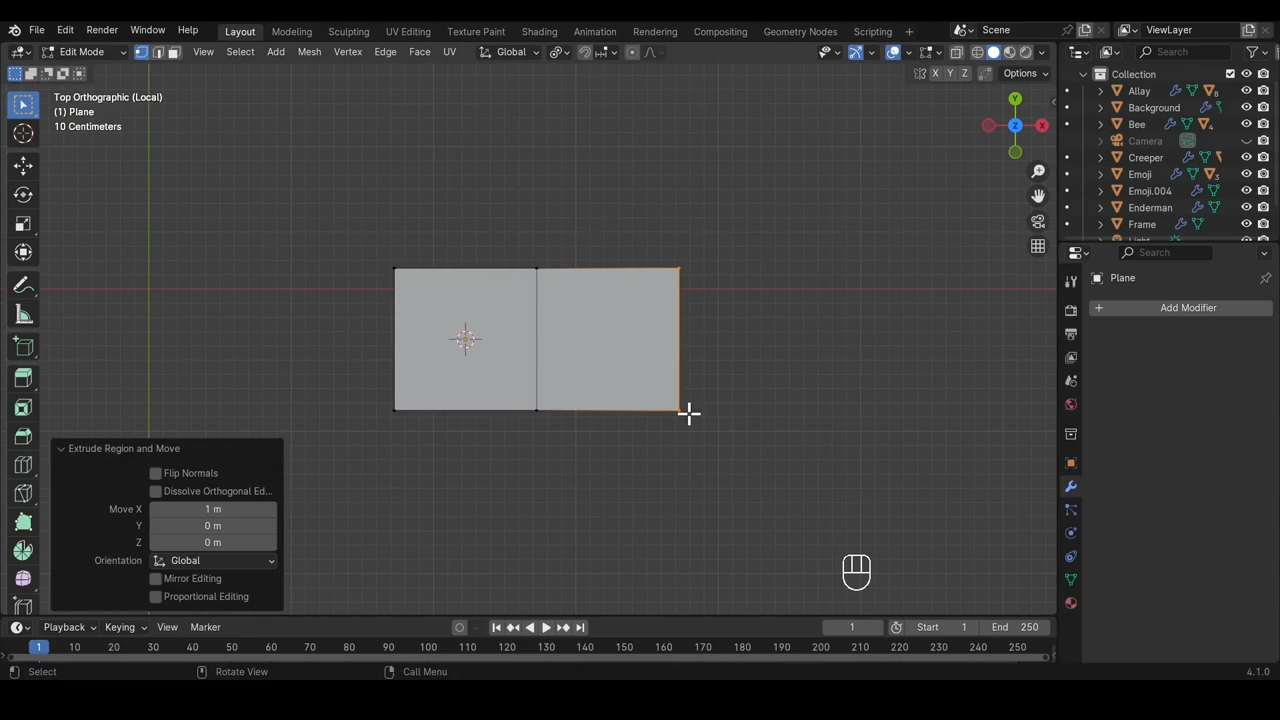 File Edit Render Window Help Layout Modeling Sculpting UV Editing Texture Paint Shading Animation Rendering Compositing Geometry Nodes Scripting + Scene ViewLayer
Edit Mode View Select Add Mesh Vertex Edge Face UV Global Search
X Y Z Options
Top Orthographic (Local)
(1) Plane
10 Centimeters
Y
Z
X
Collection
Allay 8
Background
Bee 4
Camera
Creeper
Emoji 3
Emoji.004
Enderman
Frame
Search
Plane
+ Add Modifier
Extrude Region and Move
Flip Normals
Dissolve Orthogonal Ed...
Move X 1 m
Y 0 m
Z 0 m
Orientation Global
Mirror Editing
Proportional Editing
Playback Keying View Marker 1 Start 1 End 250
1 10 20 30 40 50 60 70 80 90 100 110 120 130 140 150 160 170 180 190 200 210 220 230 240 250
Select Rotate View Call Menu 4.1.0